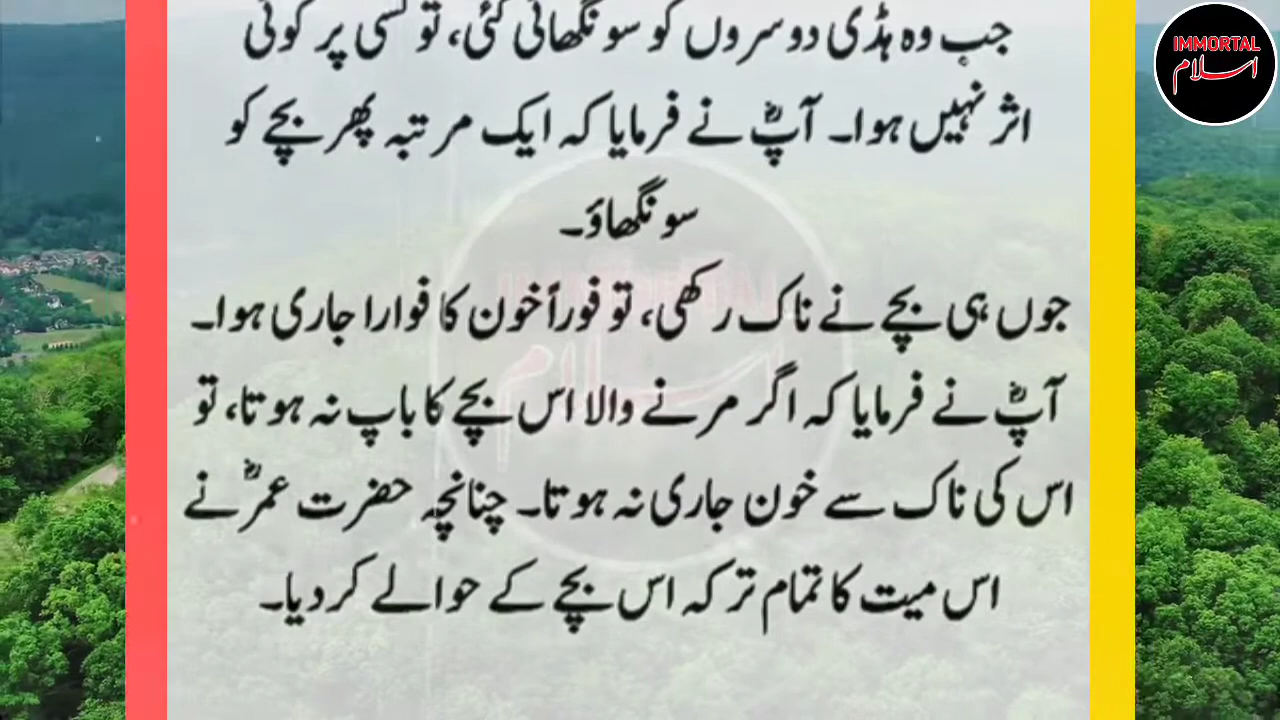 جب وہ ہڈی دوسروں کو سونگھائی گئی، تو کسی پر کوئی
اثر نہیں ہوا۔ آپؓ نے فرمایا کہ ایک مرتبہ پھر بچے کو
سونگھاؤ۔
جوں ہی بچے نے ناک رکھی، تو فوراً خون کا فوارا جاری ہوا۔
آپؓ نے فرمایا کہ اگر مرنے والا اس بچے کا باپ نہ ہوتا، تو
اس کی ناک سے خون جاری نہ ہوتا۔ چنانچہ حضرت عمرؓ نے
اس میت کا تمام ترکہ اس بچے کے حوالے کر دیا۔
IMMORTAL
اسلام